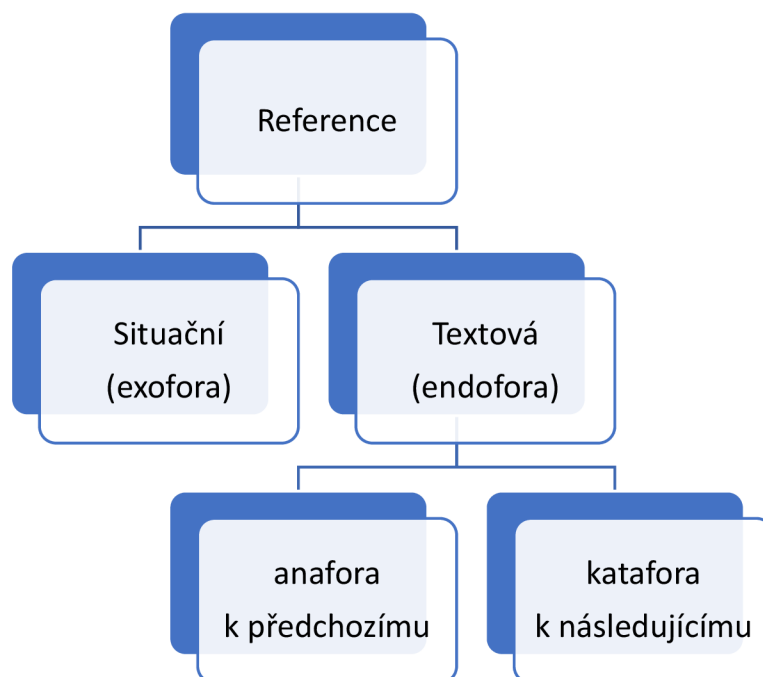 Reference
Situační
(exofora)
Textová
(endofora)
anafora
k předchozímu
katafora
k následujícímu